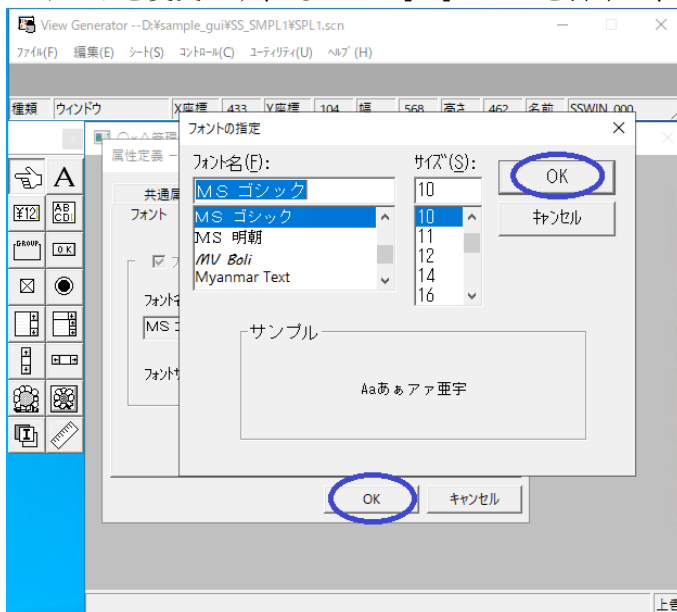 View Generator --D:¥sample_gui¥SS_SMPL1¥SPL1.scn
ファイル(F) 編集(E) シート(S) コントロール(C) ユーティリティ(U) ヘルプ(H)
種類 ウィンドウ X座標 433 Y座標 104 幅 568 高さ 462 名前 SSWIN_000
フォントの指定
属性定義
フォント名(F): サイズ(S):
MS ゴシック 10 OK
MS ゴシック 10 キャンセル
MS 明朝 11
MV Boli 12
Myanmar Text 14
16
共通
フォント
MS
サンプル
Aaあぁアァ亜宇
OK キャンセル
A
¥12 AB CD
GROUP OK
I